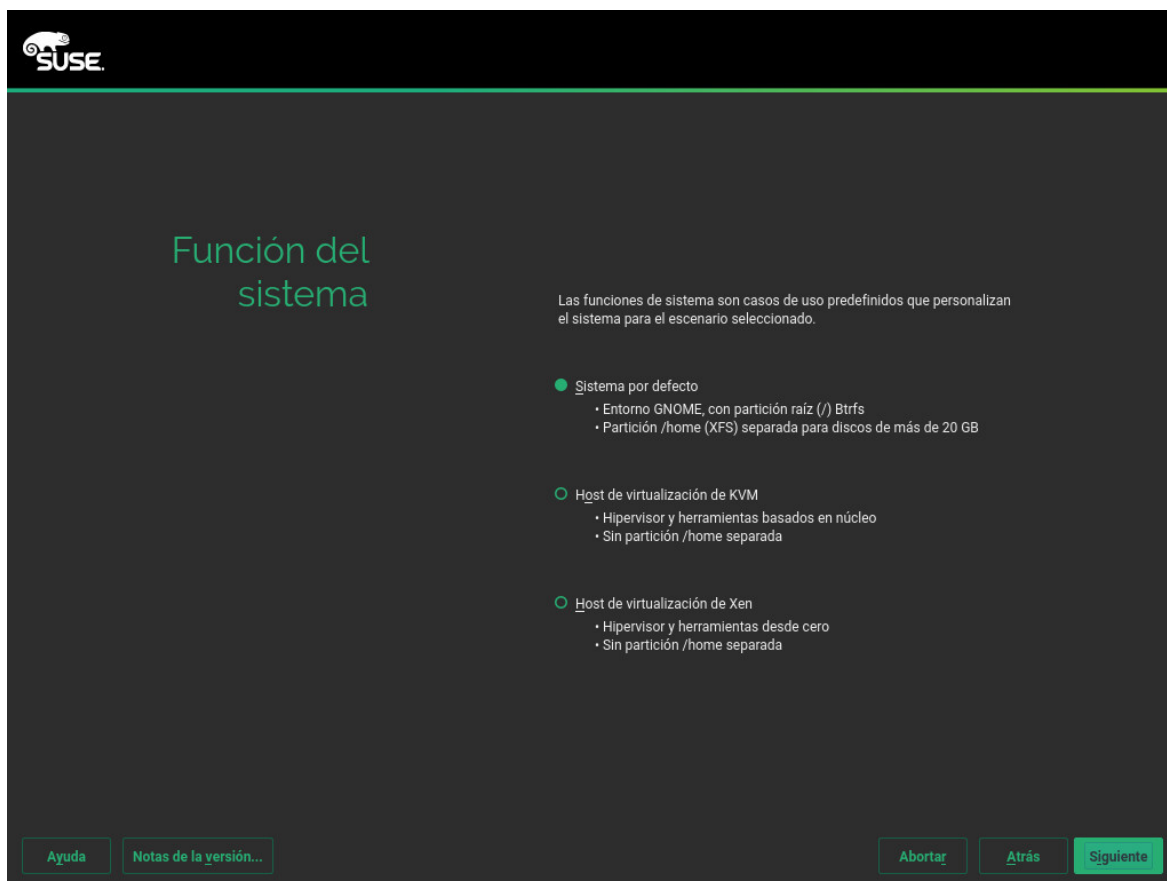 SUSE.
Función del
sistema
Las funciones de sistema son casos de uso predefinidos que personalizan
el sistema para el escenario seleccionado.
Sistema por defecto
• Entorno GNOME, con partición raíz (/) Btrfs
• Partición /home (XFS) separada para discos de más de 20 GB
Host de virtualización de KVM
• Hipervisor y herramientas basados en núcleo
• Sin partición /home separada
Host de virtualización de Xen
• Hipervisor y herramientas desde cero
• Sin partición /home separada
Ayuda Notas de la versión... Abortar Atrás Siguiente